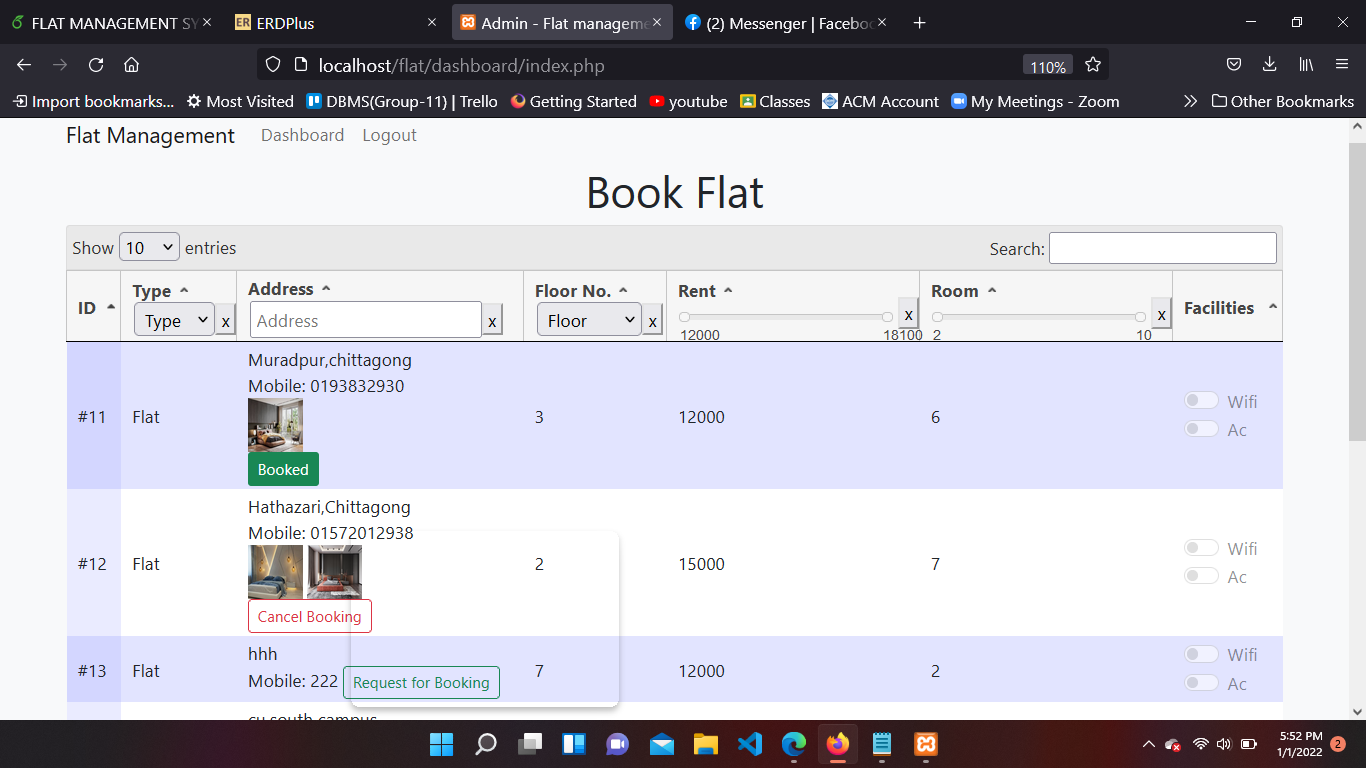 FLAT MANAGEMENT SY
ER ERDPlus
Admin - Flat manageme
(2) Messenger | Faceboo
localhost/flat/dashboard/index.php
110%
Import bookmarks...
Most Visited
DBMS(Group-11) | Trello
Getting Started
youtube
Classes
ACM Account
My Meetings - Zoom
Other Bookmarks
Flat Management
Dashboard
Logout
Book Flat
Show 10 entries
Search:
ID
Type
Type
x
Address
Address
x
Floor No.
Floor
x
Rent
x
12000
18100
Room
x
2
10
Facilities
#11
Flat
Muradpur,chittagong
Mobile: 0193832930
Booked
3
12000
6
Wifi
Ac
#12
Flat
Hathazari,Chittagong
Mobile: 01572012938
Cancel Booking
2
15000
7
Wifi
Ac
#13
Flat
hhh
Mobile: 222 Request for Booking
7
12000
2
Wifi
Ac
cu south campus
5:52 PM
1/1/2022
2